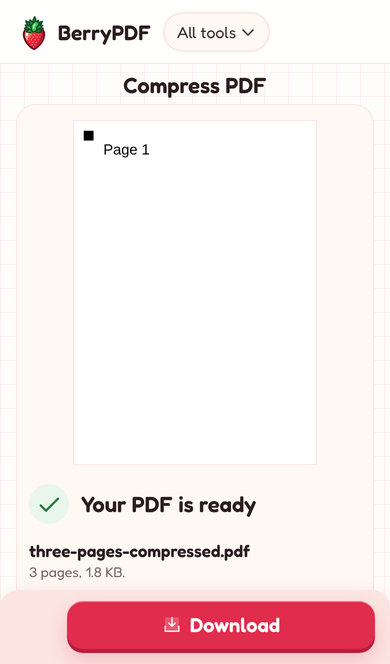 BerryPDF
All tools
Compress PDF
Page 1
Your PDF is ready
three-pages-compressed.pdf
3 pages, 1.8 KB.
Download